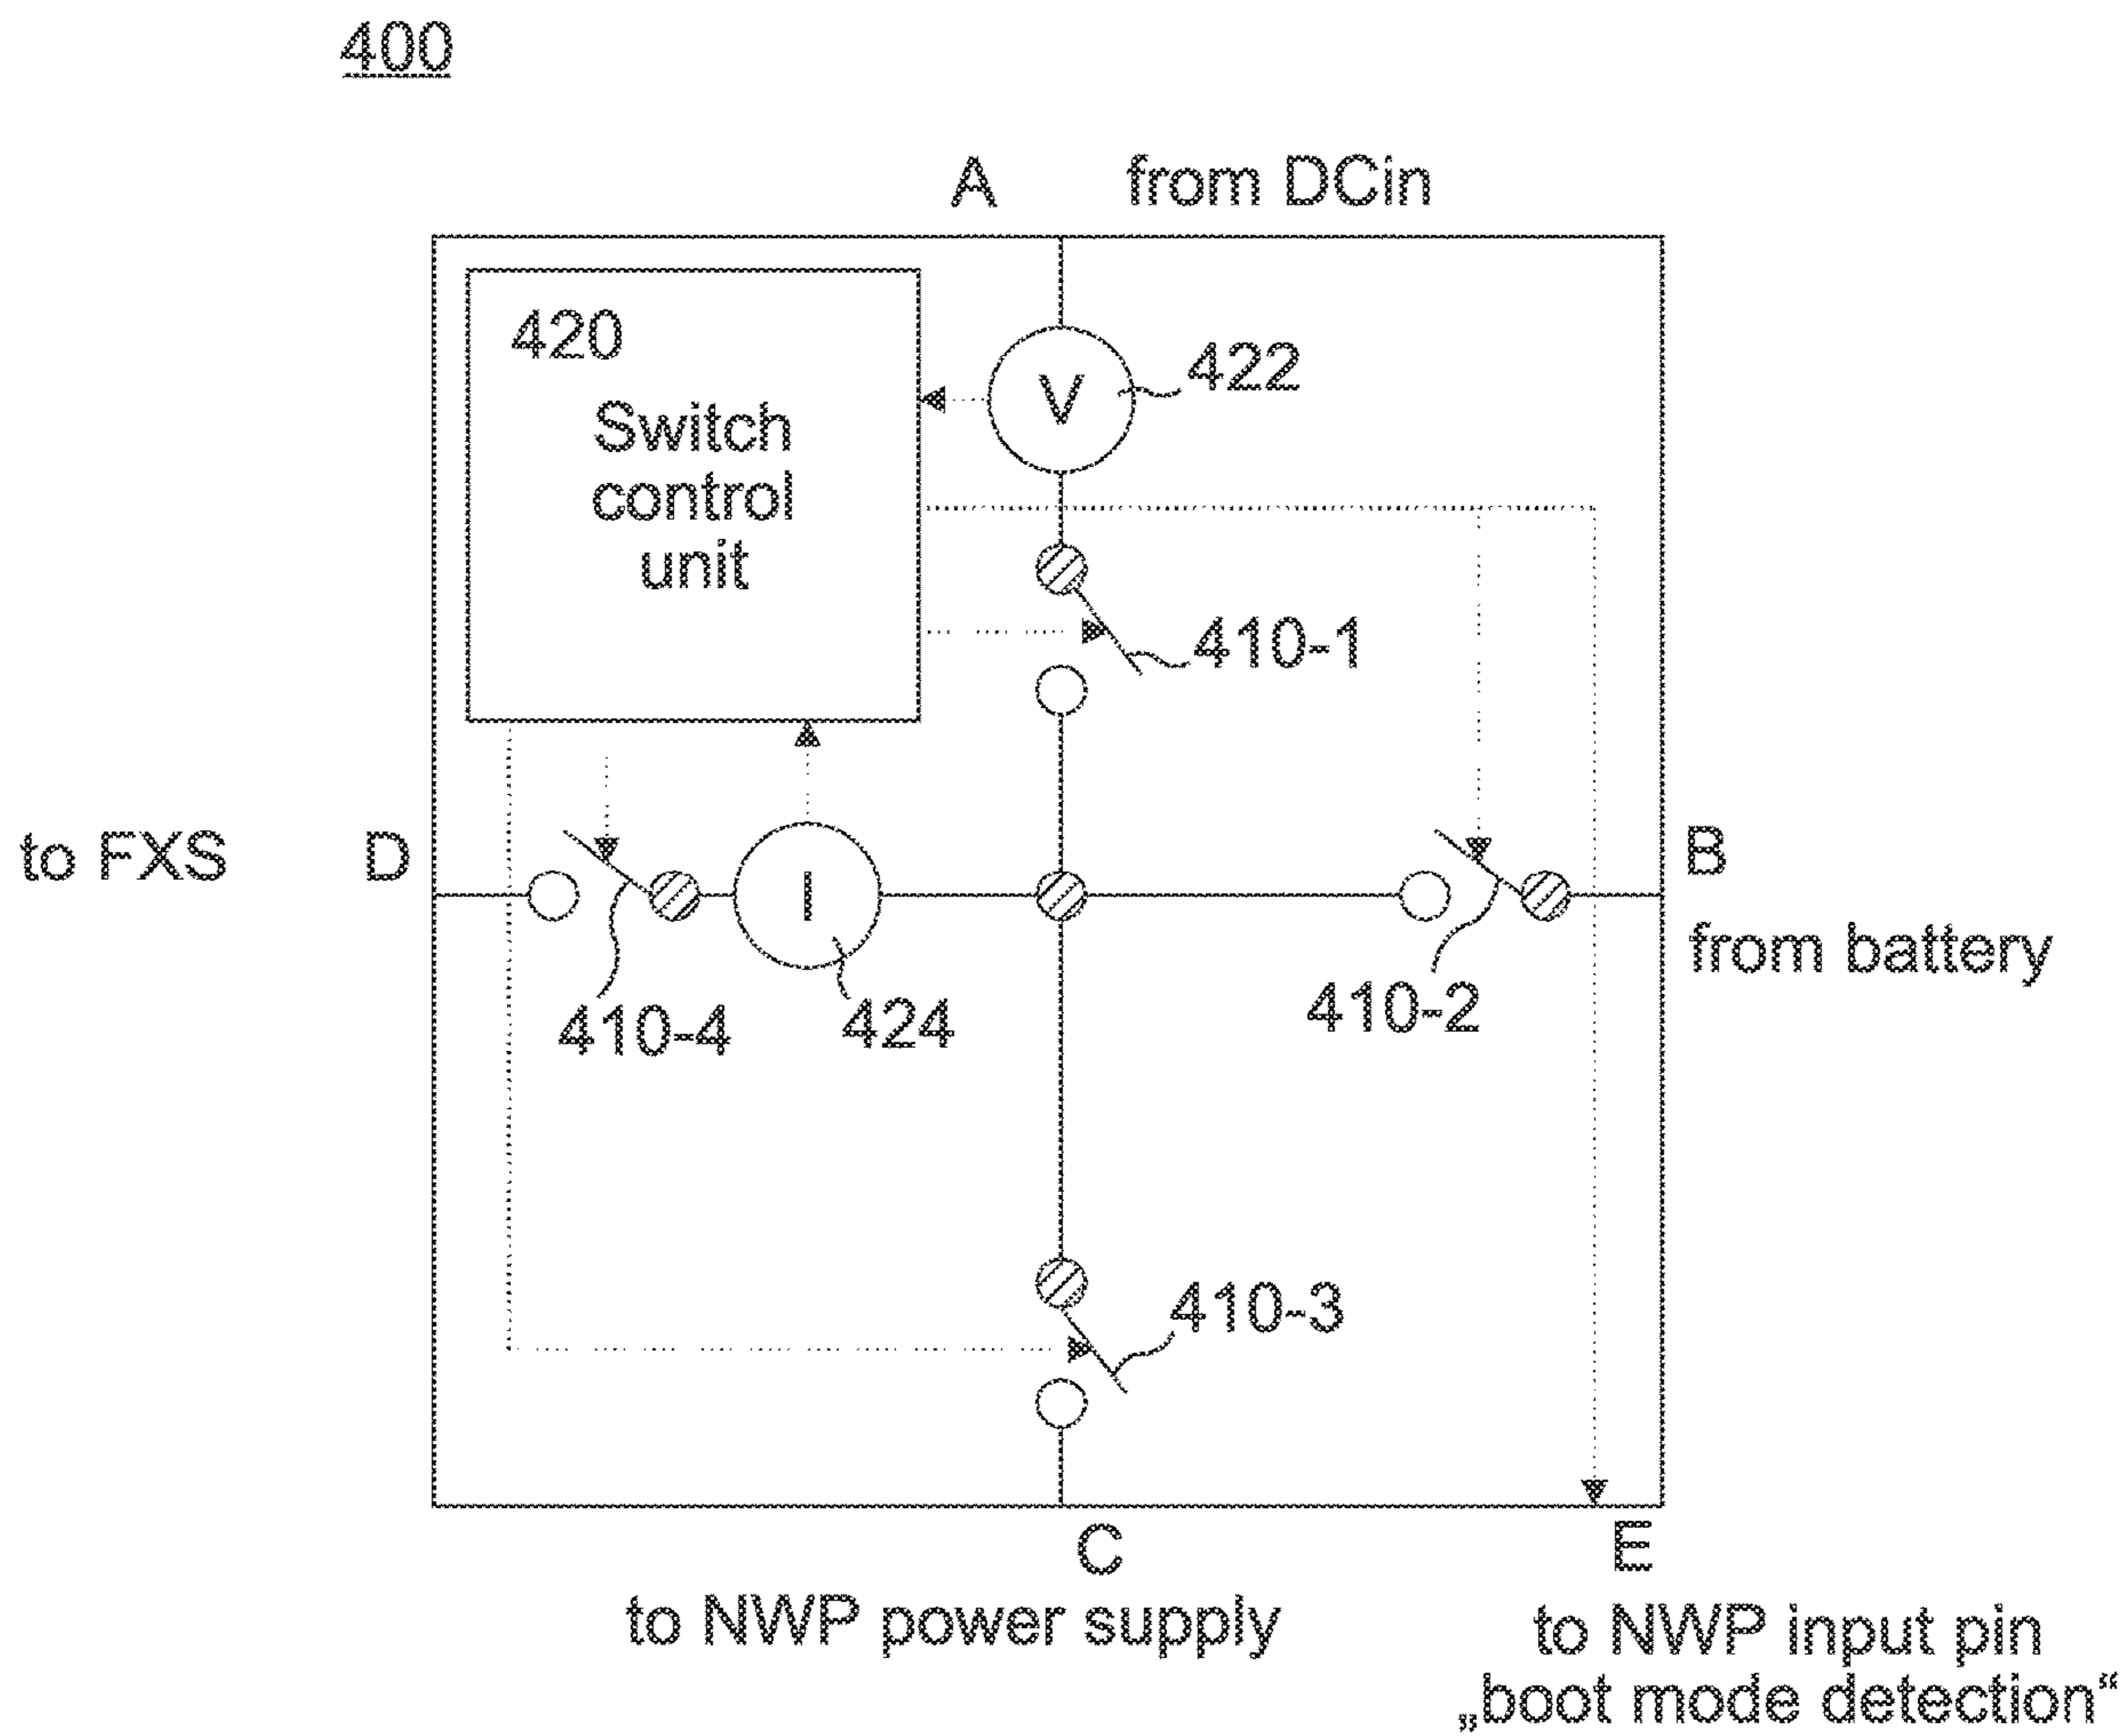 400
A from DCin
420
Switch
control
unit
V
422
410-1
to FXS D
I
B
from battery
410-4
424
410-2
410-3
C
E
to NWP power supply
to NWP input pin
„boot mode detection“